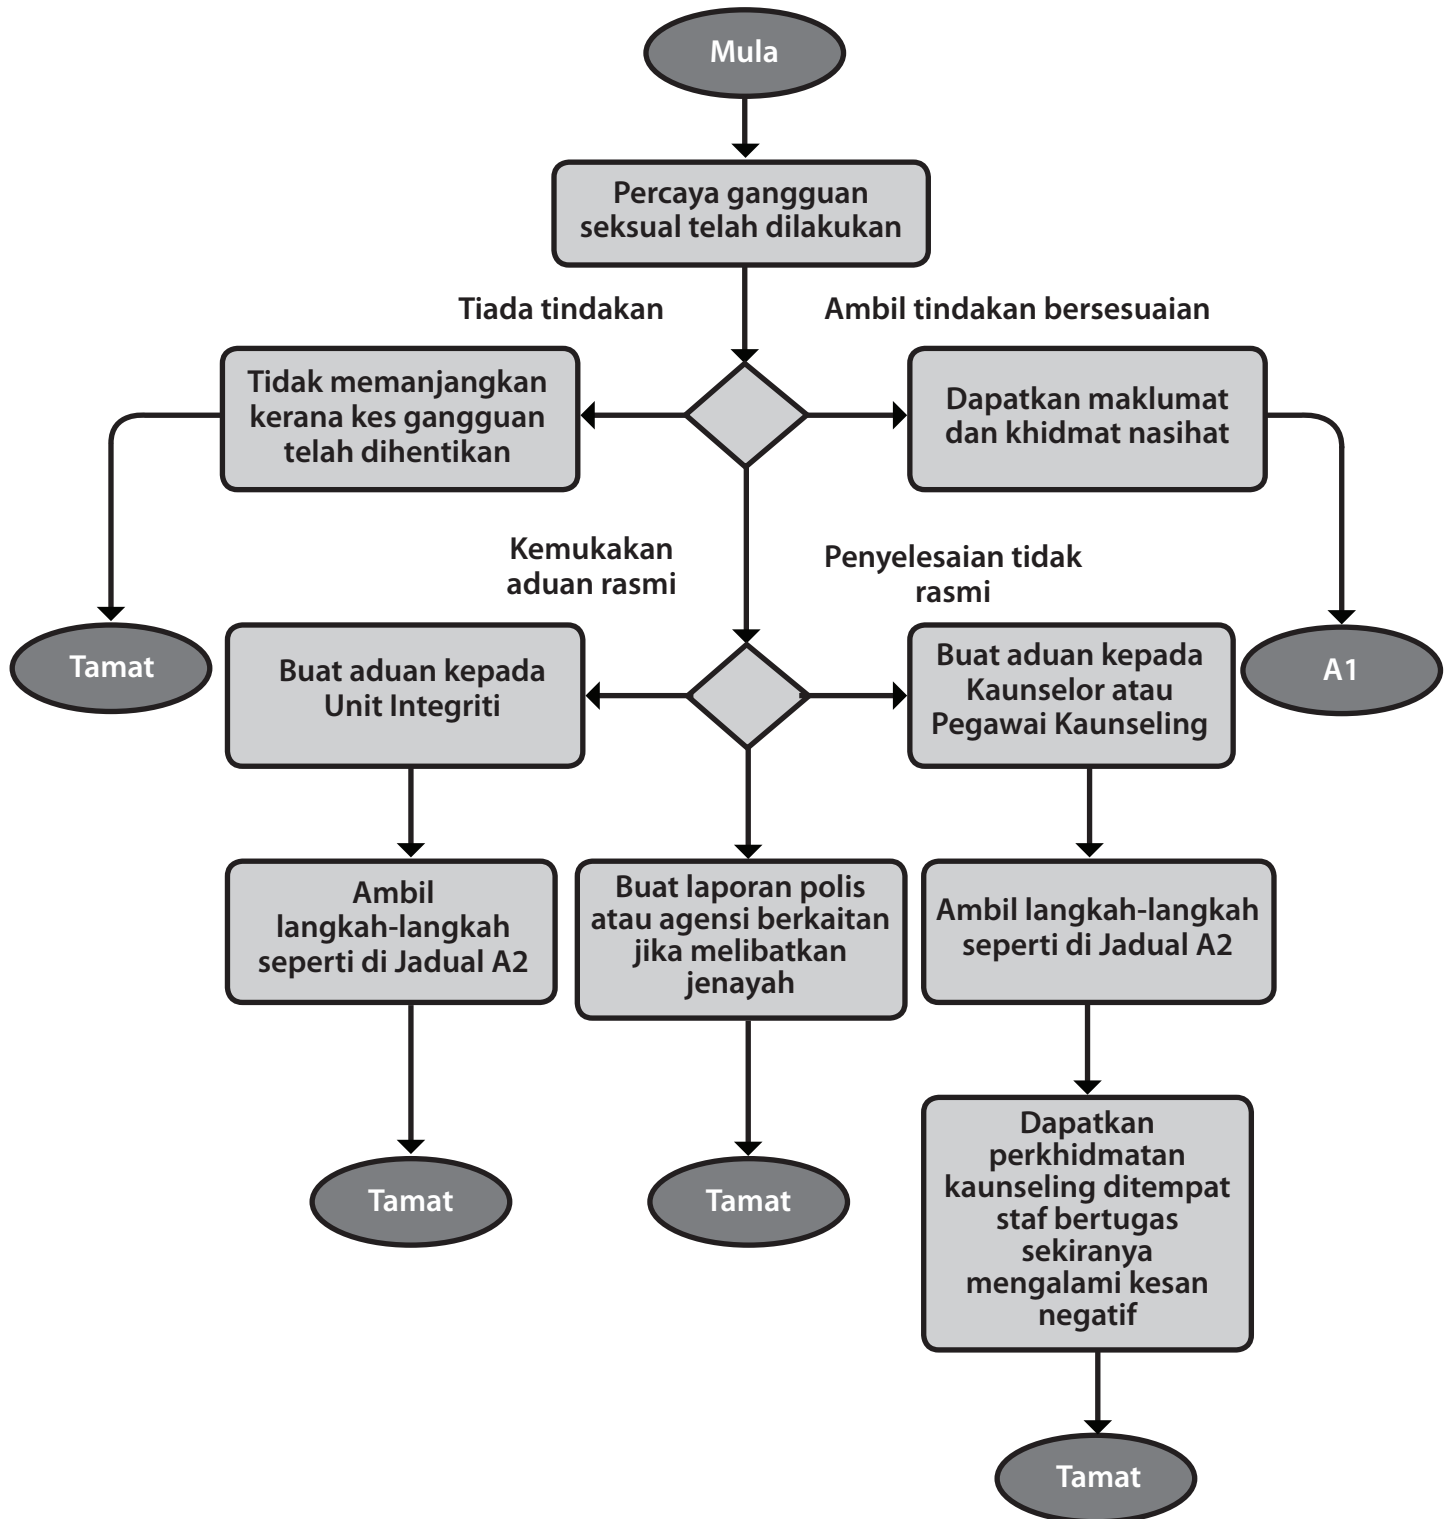 Mula
Percaya gangguan
seksual telah dilakukan
Tiada tindakan
Ambil tindakan bersesuaian
Tidak memanjangkan
kerana kes gangguan
telah dihentikan
Dapatkan maklumat
dan khidmat nasihat
Kemukakan
aduan rasmi
Penyelesaian tidak
rasmi
Tamat
Buat aduan kepada
Unit Integriti
Buat aduan kepada
Kaunselor atau
Pegawai Kaunseling
A1
Ambil
langkah-langkah
seperti di Jadual A2
Buat laporan polis
atau agensi berkaitan
jika melibatkan
jenayah
Ambil langkah-langkah
seperti di Jadual A2
Tamat
Tamat
Dapatkan
perkhidmatan
kaunseling ditempat
staf bertugas
sekiranya
mengalami kesan
negatif
Tamat